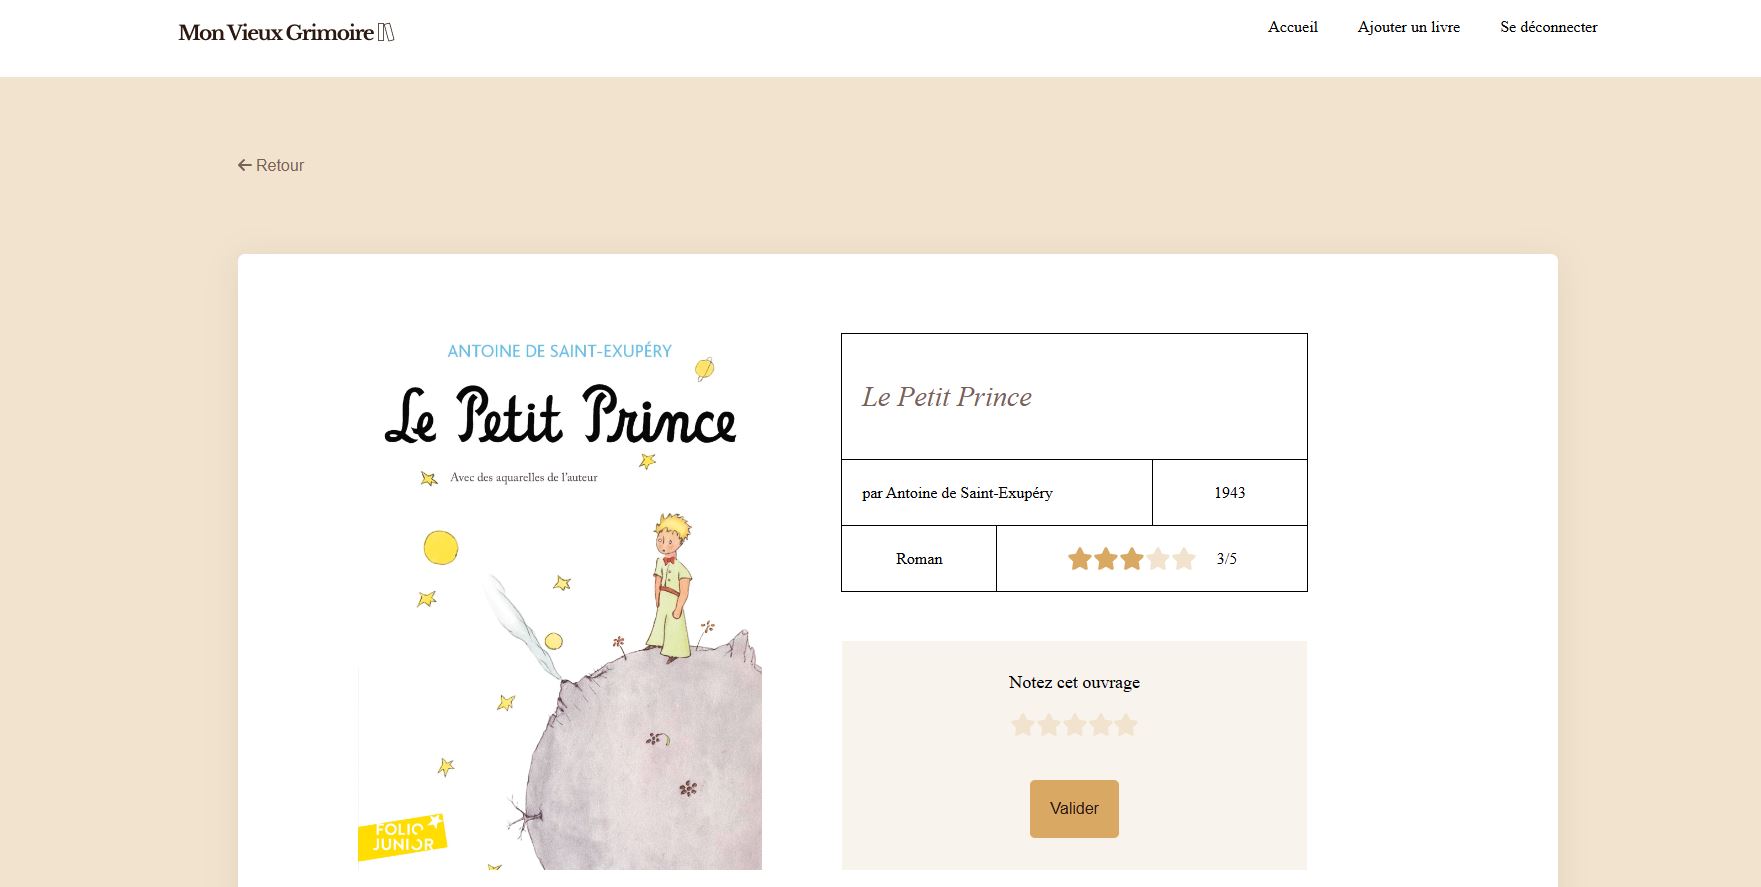 Mon Vieux Grimoire
Accueil
Ajouter un livre
Se déconnecter
Retour
ANTOINE DE SAINT-EXUPÉRY
Le Petit Prince
Avec des aquarelles de l'auteur
FOLIO
JUNIOR
Le Petit Prince
par Antoine de Saint-Exupéry
1943
Roman
3/5
Notez cet ouvrage
Valider